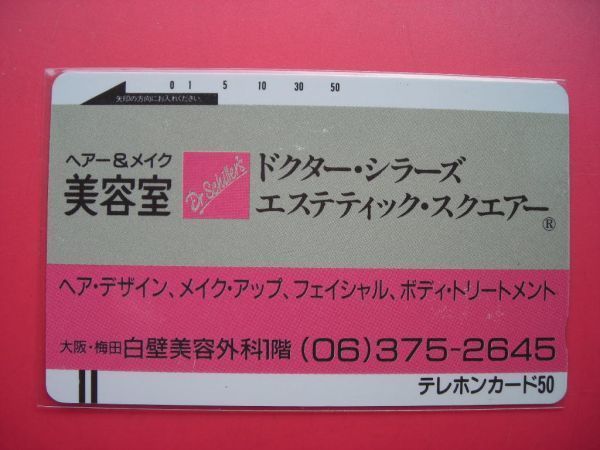 0 1 5 10 30 50
矢印の方向にお入れください
ヘアー&メイク
美容室
Dr Schiller's
ドクター・シラーズ
エステティック・スクエアー®
ヘア・デザイン、メイク・アップ、フェイシャル、ボディ・トリートメント
大阪・梅田 白壁美容外科1階 (06)375-2645
テレホンカード50